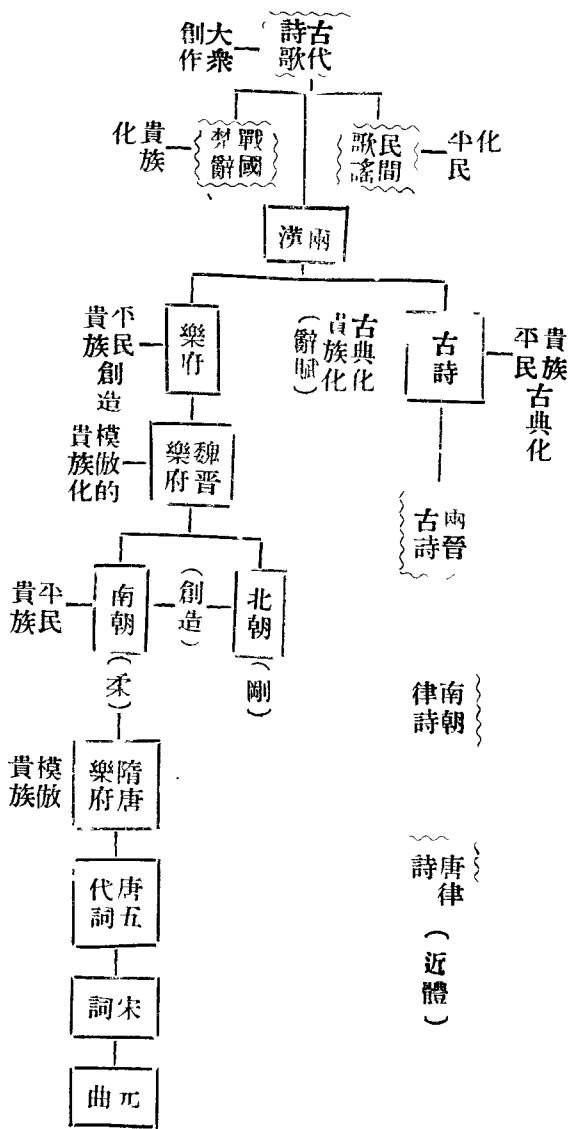 古代
詩歌
大衆
創作
民間
歌謠
化
平民
戰國
楚辭
貴族
化
兩漢
古詩
貴族
平民古典化
古典化
貴族化
(辭賦)
樂府
平民創造
貴族
魏晉
樂府
模倣的
貴族化
兩晉
古詩
北朝
(剛)
(創造)
南朝
(柔)
平民
貴族
南朝
律詩
隋唐
樂府
模倣
貴族
唐律
詩
(近體)
唐五
代詞
宋詞
元曲